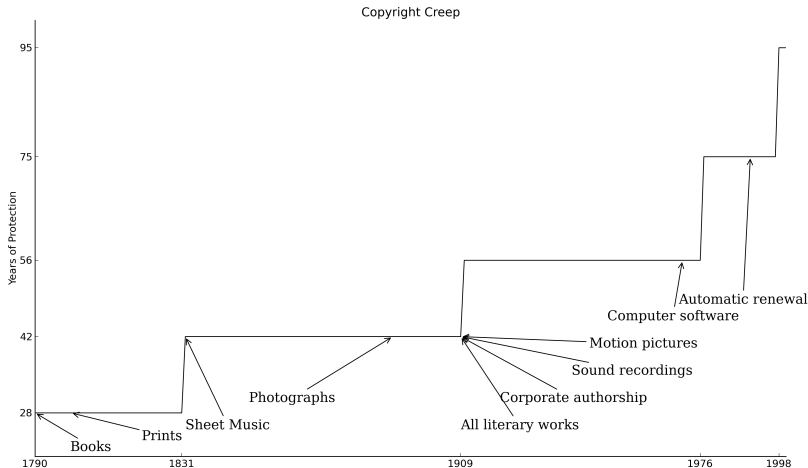 Copyright Creep
Years of Protection
95
75
56
42
28
Automatic renewal
Computer software
Motion pictures
Sound recordings
Photographs
Corporate authorship
Sheet Music
All literary works
Prints
Books
1790
1831
1909
1976
1998